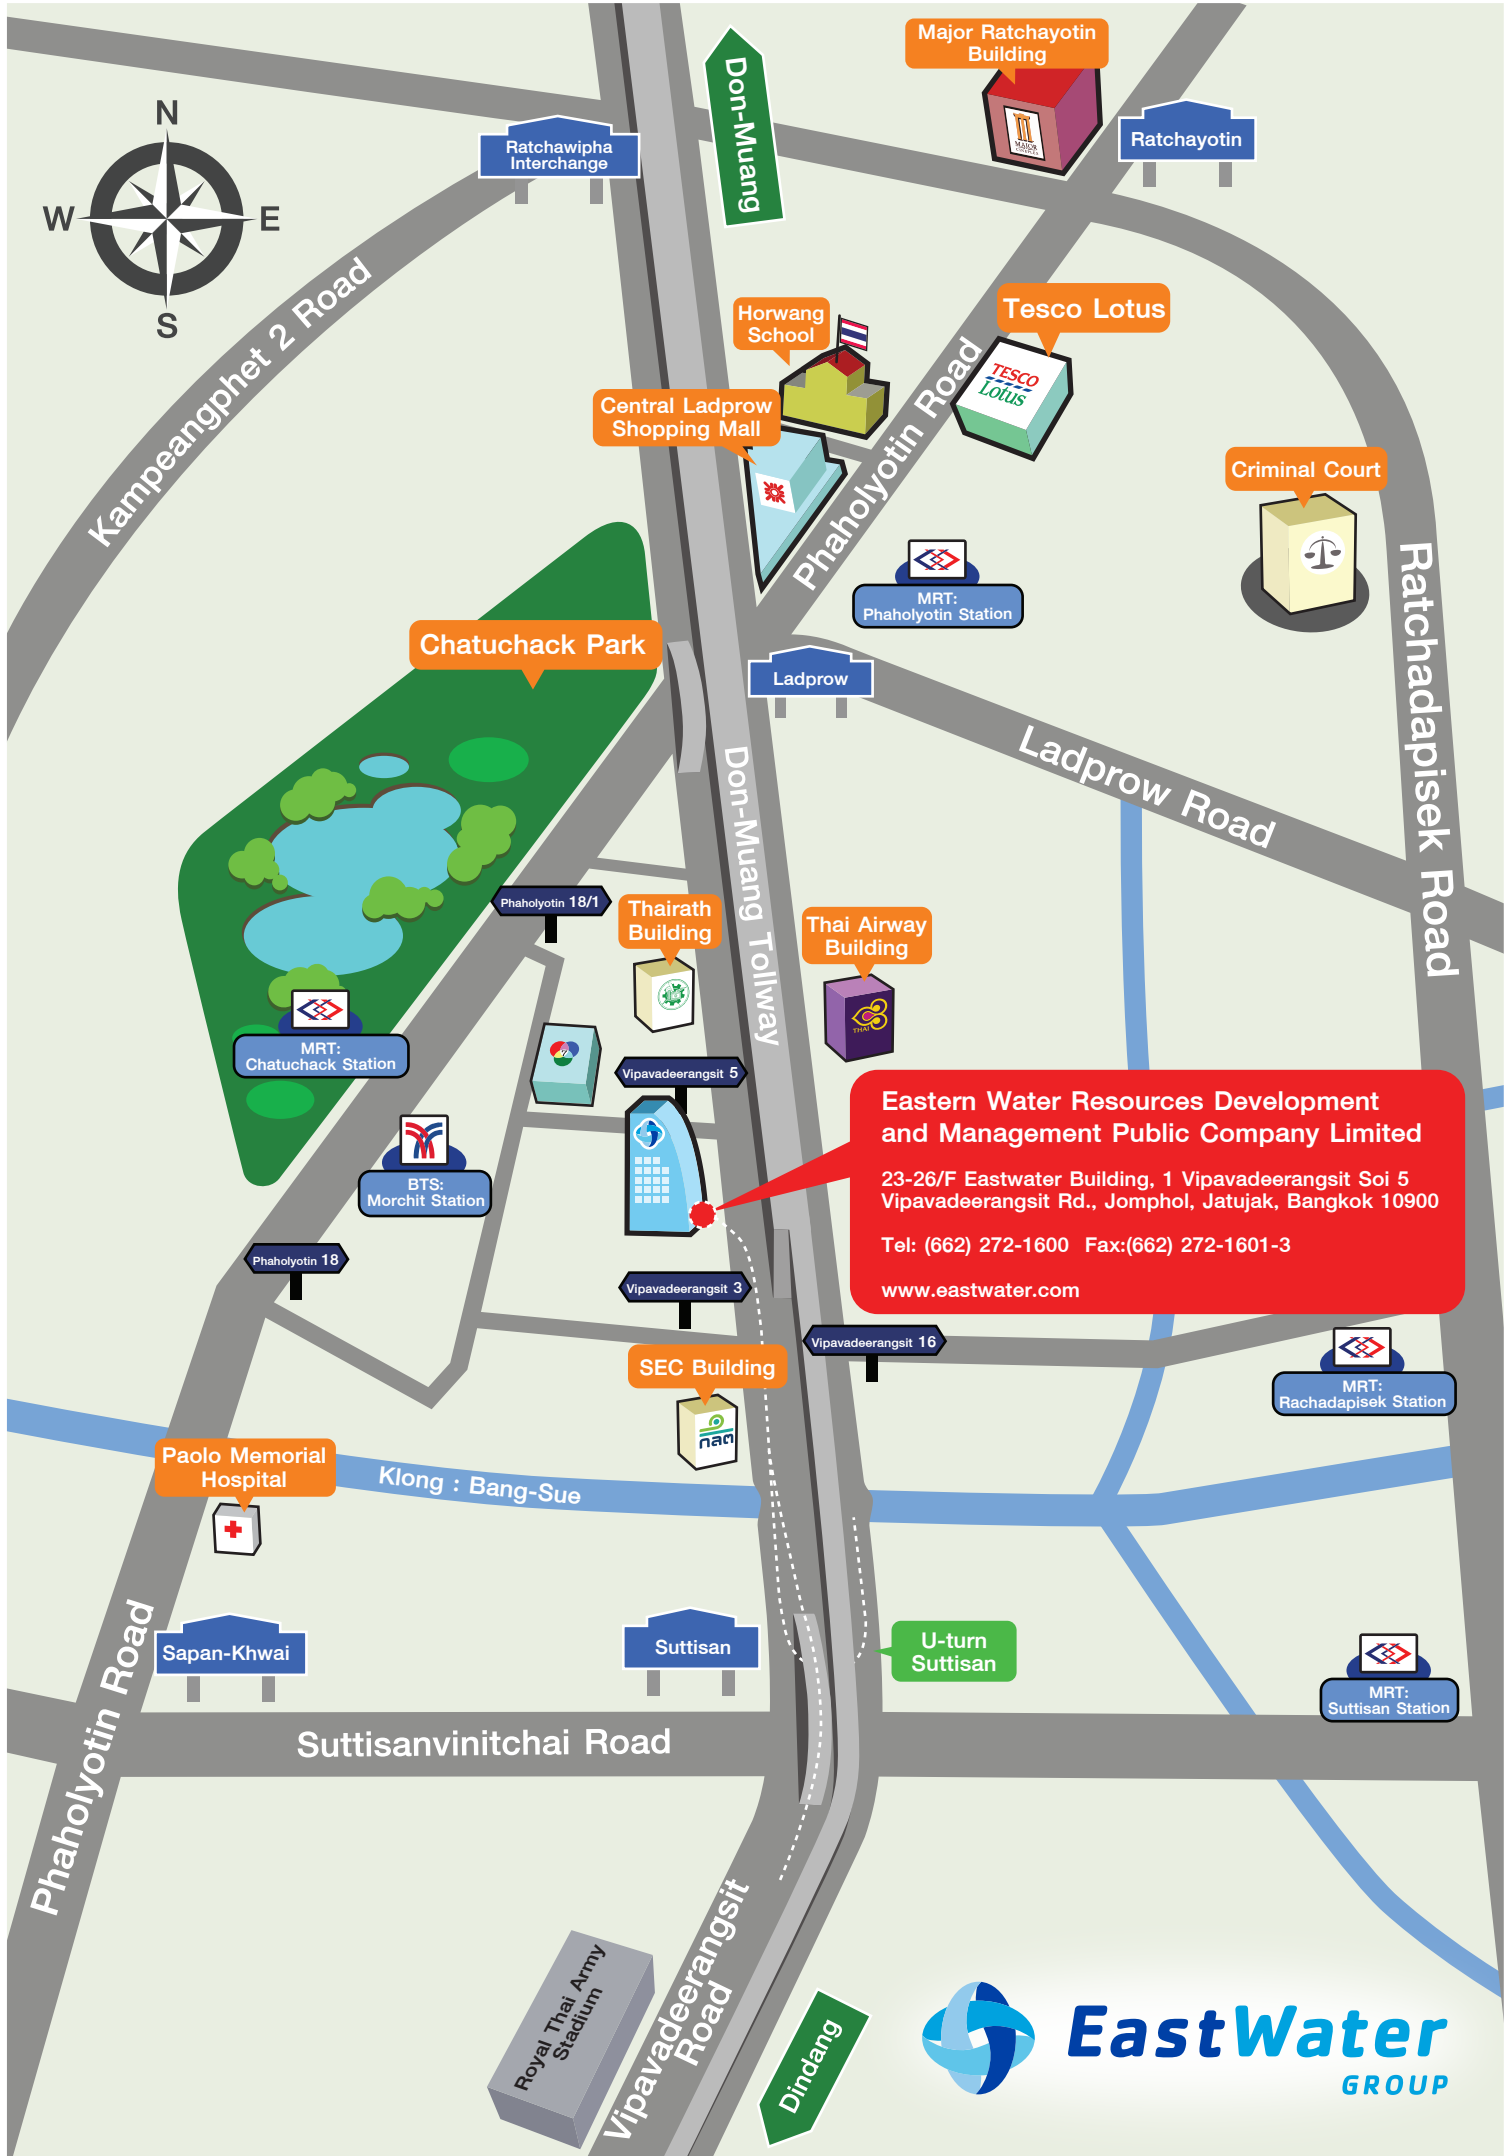 Major Ratchayotin
Building
Don-Muang
MAJOR
Ratchayotin
Ratchawipha
Interchange
N
W
E
S
Kampeangphet 2 Road
Horwang
School
Tesco Lotus
TESCO
Lotus
Central Ladprow
Shopping Mall
Phaholyotin Road
Criminal Court
MRT:
Phaholyotin Station
Chatuchack Park
Ladprow
Ladprow Road
Ratchadapisek Road
Don-Muang Tollway
Phaholyotin 18/1
Thairath
Building
Thai Airway
Building
THAI
MRT:
Chatuchack Station
7
Vipavadeerangsit 5
Eastern Water Resources Development
and Management Public Company Limited
23-26/F Eastwater Building, 1 Vipavadeerangsit Soi 5
Vipavadeerangsit Rd., Jomphol, Jatujak, Bangkok 10900
Tel: (662) 272-1600 Fax:(662) 272-1601-3
www.eastwater.com
BTS:
Morchit Station
Phaholyotin 18
Vipavadeerangsit 3
Vipavadeerangsit 16
SEC Building
กลต
MRT:
Rachadapisek Station
Paolo Memorial
Hospital
Klong : Bang-Sue
Sapan-Khwai
Suttisan
U-turn
Suttisan
MRT:
Suttisan Station
Phaholyotin Road
Suttisanvinitchai Road
Vipavadeerangsit
Road
Royal Thai Army
Stadium
Dindang
EastWater
GROUP